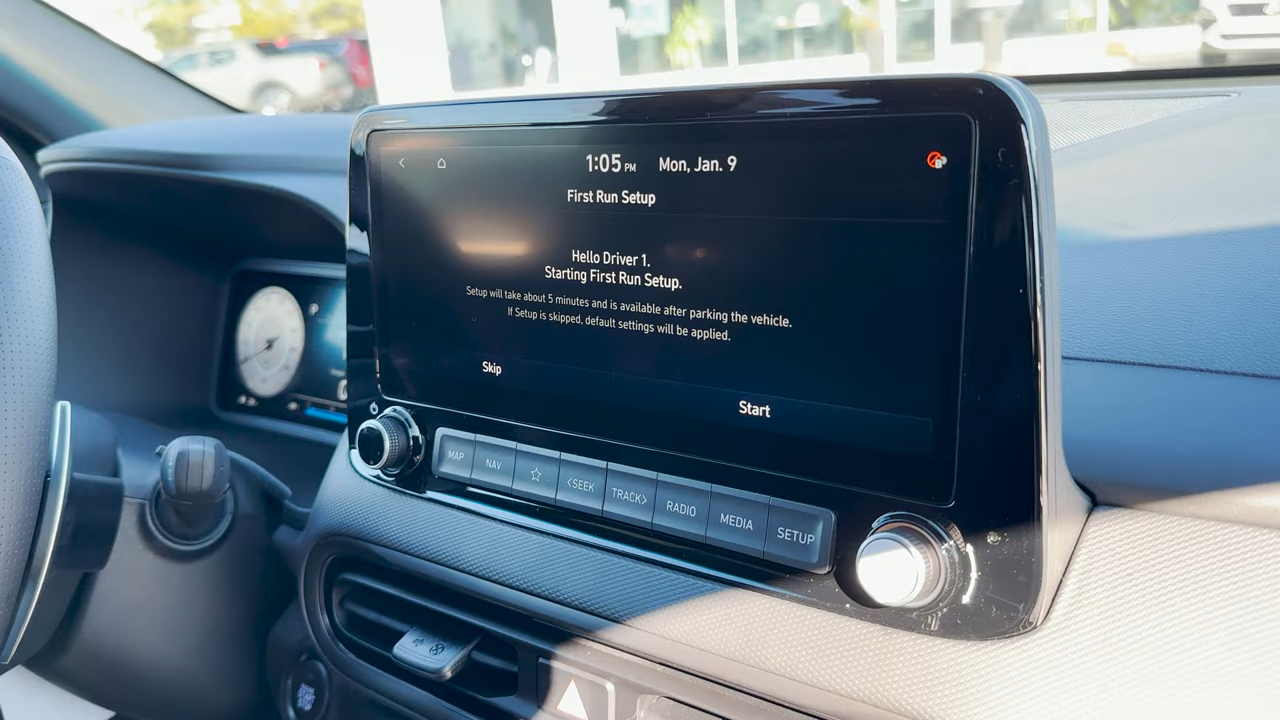 1:05 PM Mon, Jan. 9
First Run Setup
Hello Driver 1.
Starting First Run Setup.
Setup will take about 5 minutes and is available after parking the vehicle.
If Setup is skipped, default settings will be applied.
Skip
Start
MAP
NAV
<SEEK
TRACK>
RADIO
MEDIA
SETUP